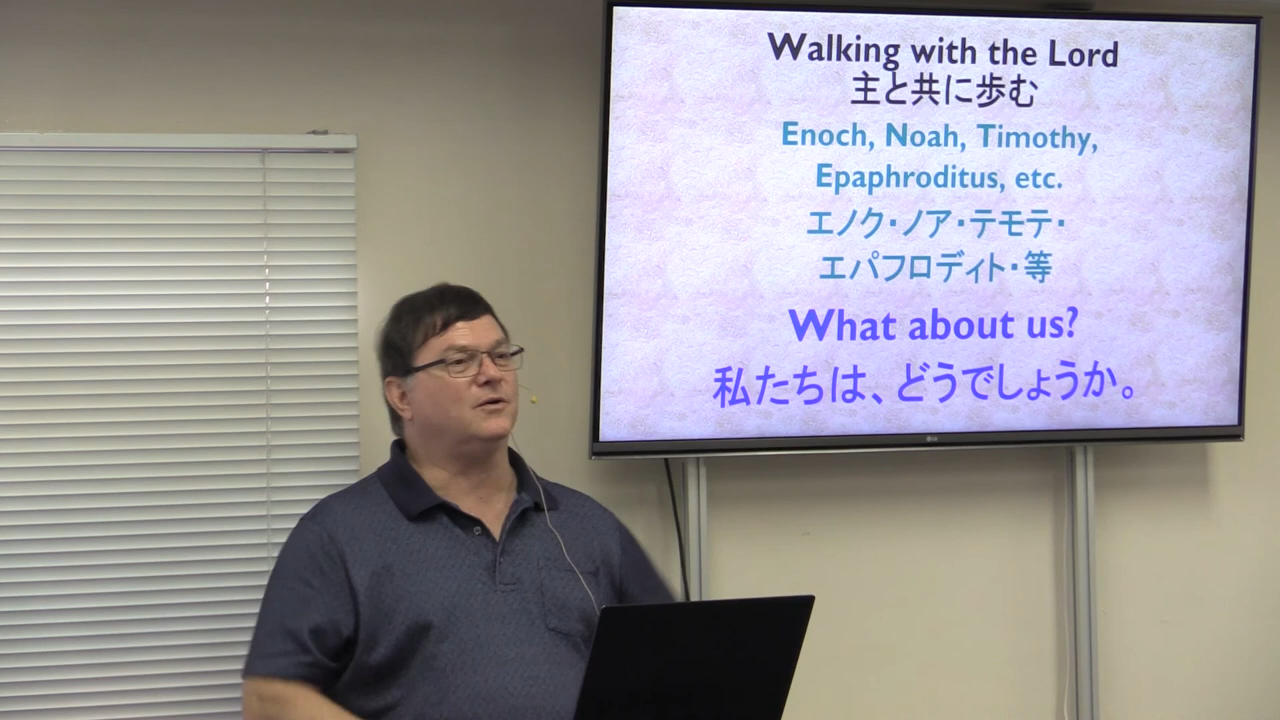 Walking with the Lord
主と共に歩む
Enoch, Noah, Timothy,
Epaphroditus, etc.
エノク・ノア・テモテ・
エパフロディト・等
What about us?
私たちは、どうでしょうか。
LG